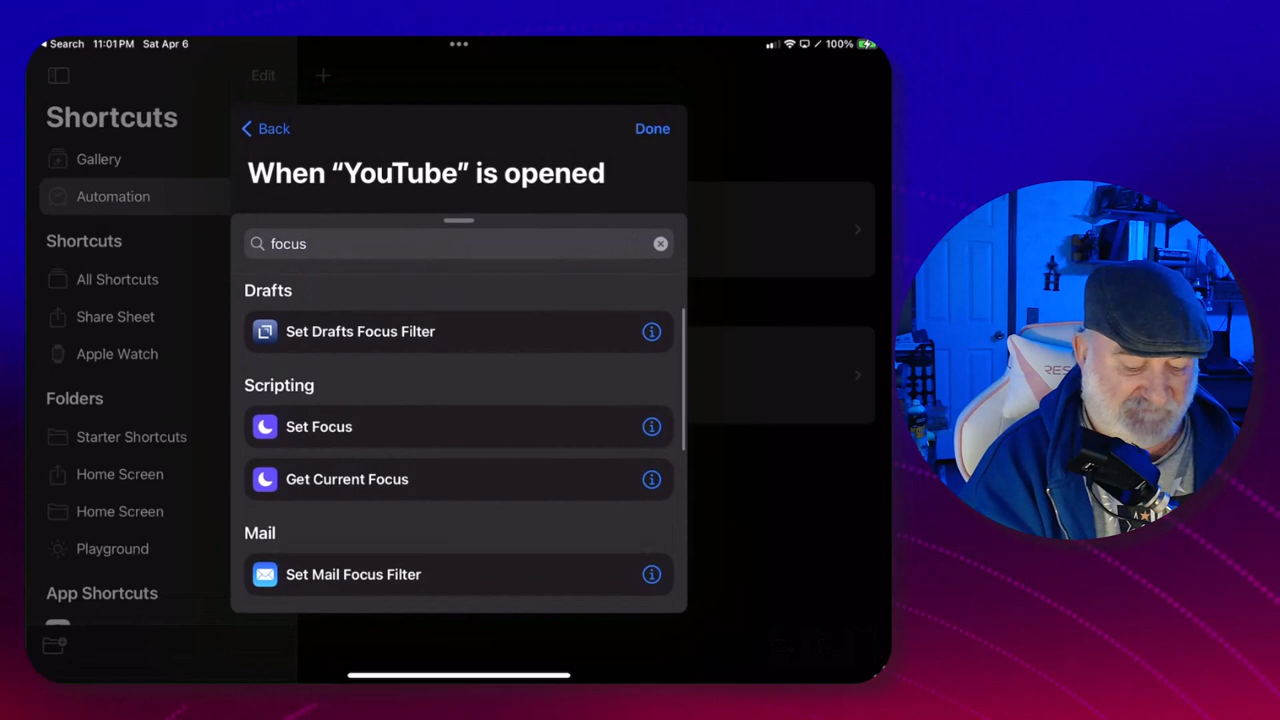 Search 11:01 PM Sat Apr 6
100%
Edit
Shortcuts
Gallery
Automation
Shortcuts
All Shortcuts
Share Sheet
Apple Watch
Folders
Starter Shortcuts
Home Screen
Home Screen
Playground
App Shortcuts
Back
Done
When “YouTube” is opened
focus
Drafts
Set Drafts Focus Filter
Scripting
Set Focus
Get Current Focus
Mail
Set Mail Focus Filter
RES